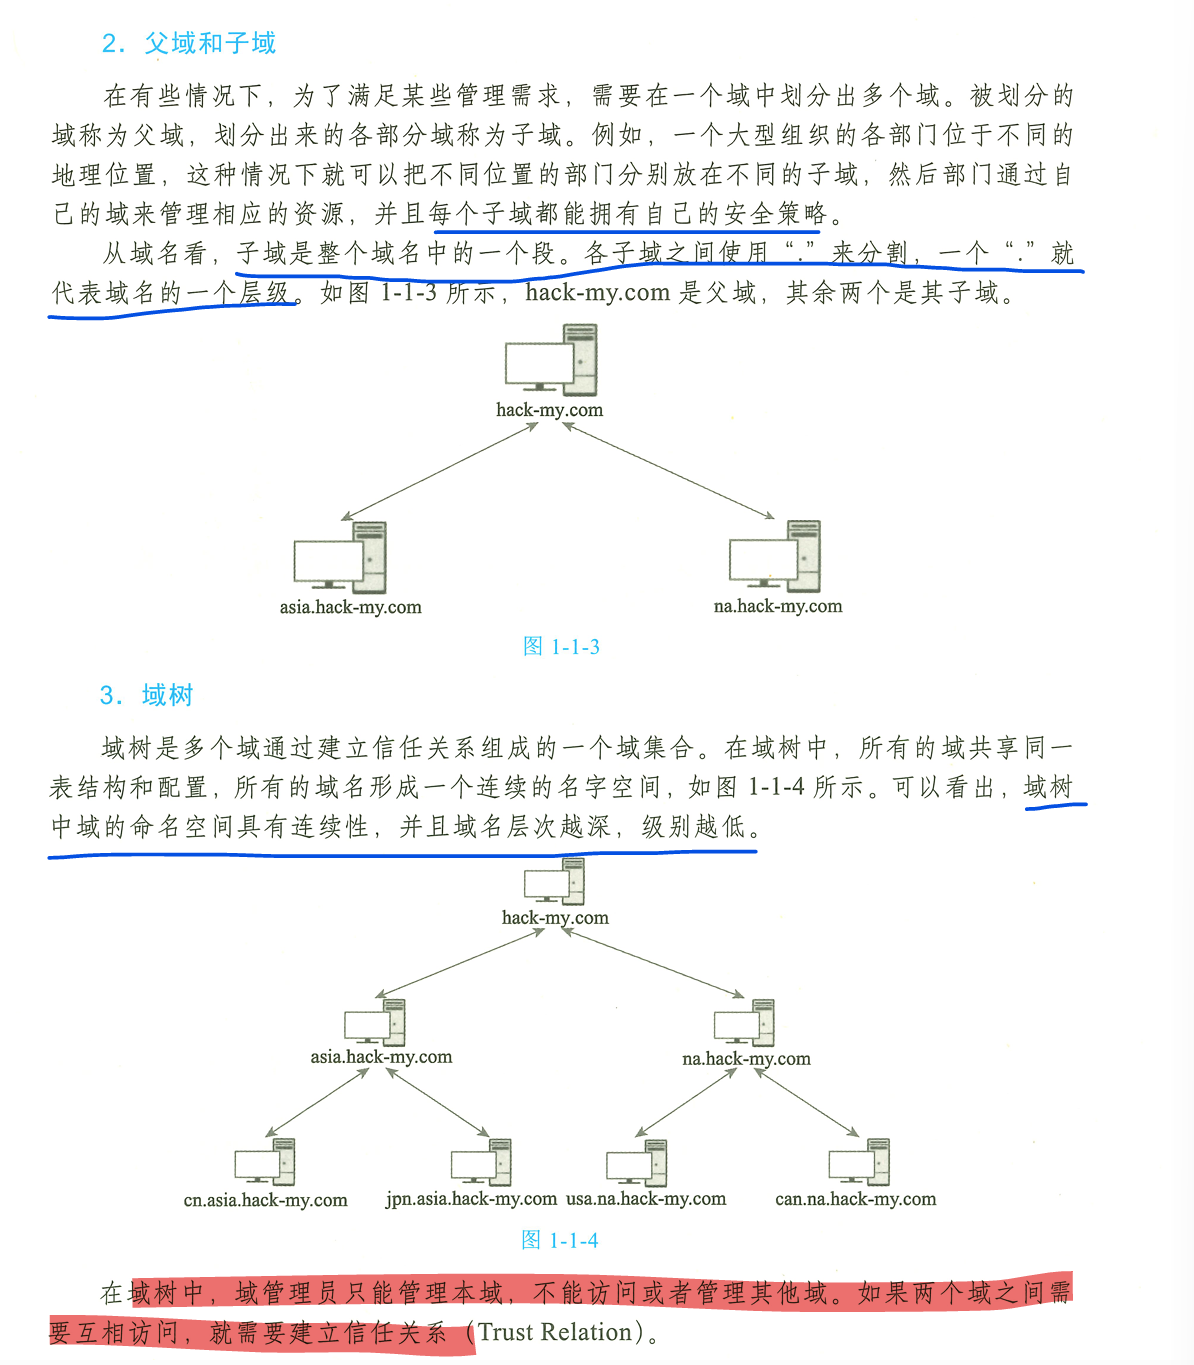 2. 父域和子域
在有些情况下，为了满足某些管理需求，需要在一个域中划分出多个域。被划分的
域称为父域，划分出来的各部分域称为子域。例如，一个大型组织的各部门位于不同的
地理位置，这种情况下就可以把不同位置的部门分别放在不同的子域，然后部门通过自
己的域来管理相应的资源，并且每个子域都能拥有自己的安全策略。
从域名看，子域是整个域名中的一个段。各子域之间使用“.”来分割，一个“.”就
代表域名的一个层级。如图 1-1-3 所示，hack-my.com 是父域，其余两个是其子域。
hack-my.com
asia.hack-my.com
na.hack-my.com
图 1-1-3
3. 域树
域树是多个域通过建立信任关系组成的一个域集合。在域树中，所有的域共享同一
表结构和配置，所有的域名形成一个连续的名字空间，如图 1-1-4 所示。可以看出，域树
中域的命名空间具有连续性，并且域名层次越深，级别越低。
hack-my.com
asia.hack-my.com
na.hack-my.com
cn.asia.hack-my.com
jpn.asia.hack-my.com
usa.na.hack-my.com
can.na.hack-my.com
图 1-1-4
在域树中，域管理员只能管理本域，不能访问或者管理其他域。如果两个域之间需
要互相访问，就需要建立信任关系（Trust Relation）。